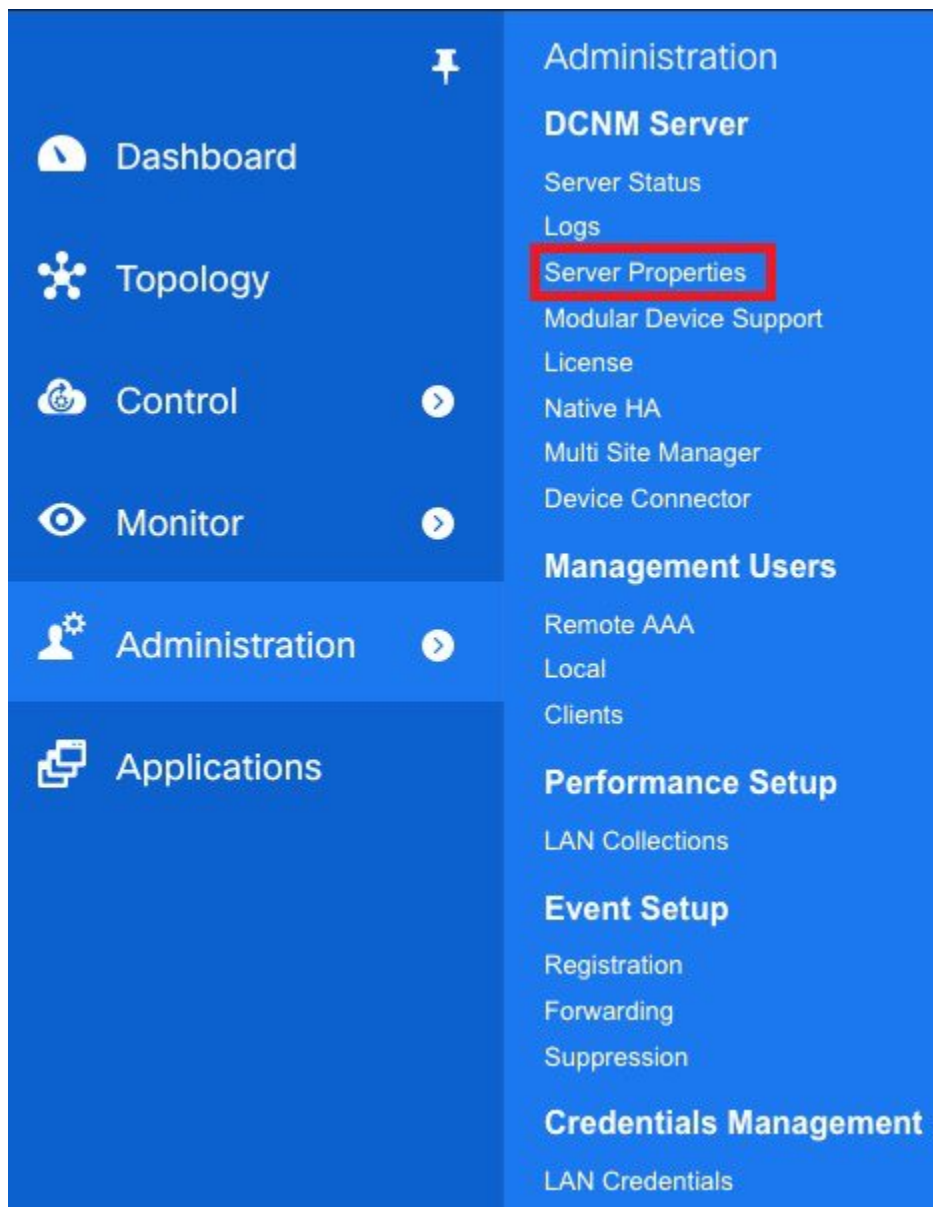 Dashboard
Topology
Control
Monitor
Administration
Applications
Administration
DCNM Server
Server Status
Logs
Server Properties
Modular Device Support
License
Native HA
Multi Site Manager
Device Connector
Management Users
Remote AAA
Local
Clients
Performance Setup
LAN Collections
Event Setup
Registration
Forwarding
Suppression
Credentials Management
LAN Credentials